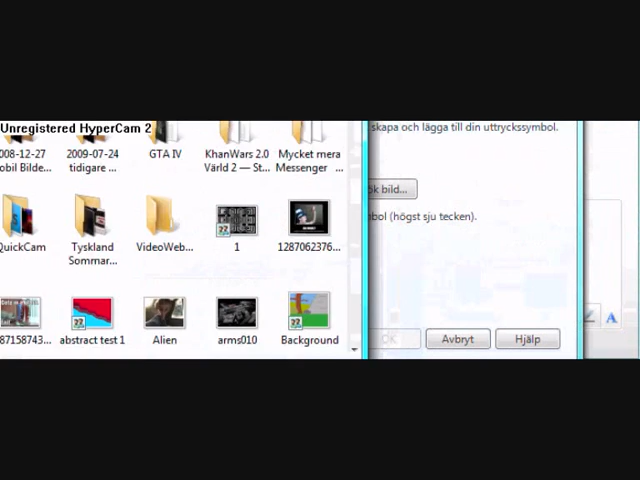 Unregistered HyperCam 2
skapa och lägga till din uttryckssymbol.
008-12-27
obil Bilde...
2009-07-24
tidigare ...
GTA IV
KhanWars 2.0
Värld 2 — St...
Mycket mera
Messenger ...
ök bild...
bol (högst sju tecken).
QuickCam
Tyskland
Sommar...
VideoWeb...
1
1287062376...
87158743...
abstract test 1
Alien
arms010
Background
OK
Avbryt
Hjälp
A